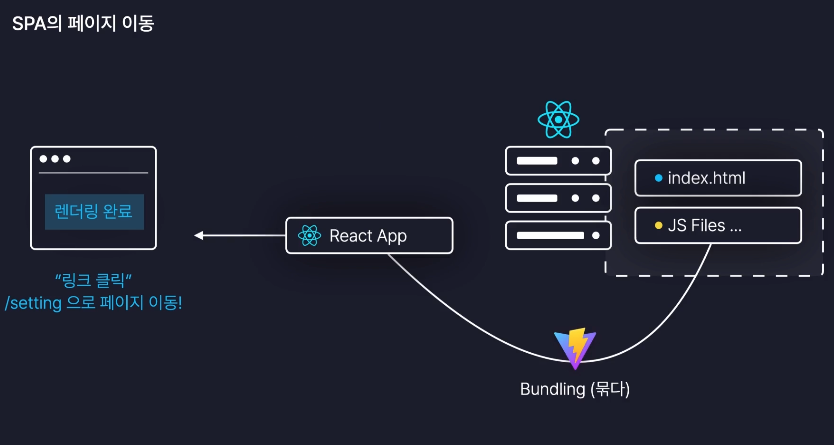 SPA의 페이지 이동
렌더링 완료
"링크 클릭"
/setting 으로 페이지 이동!
React App
index.html
JS Files ...
Bundling (묶다)